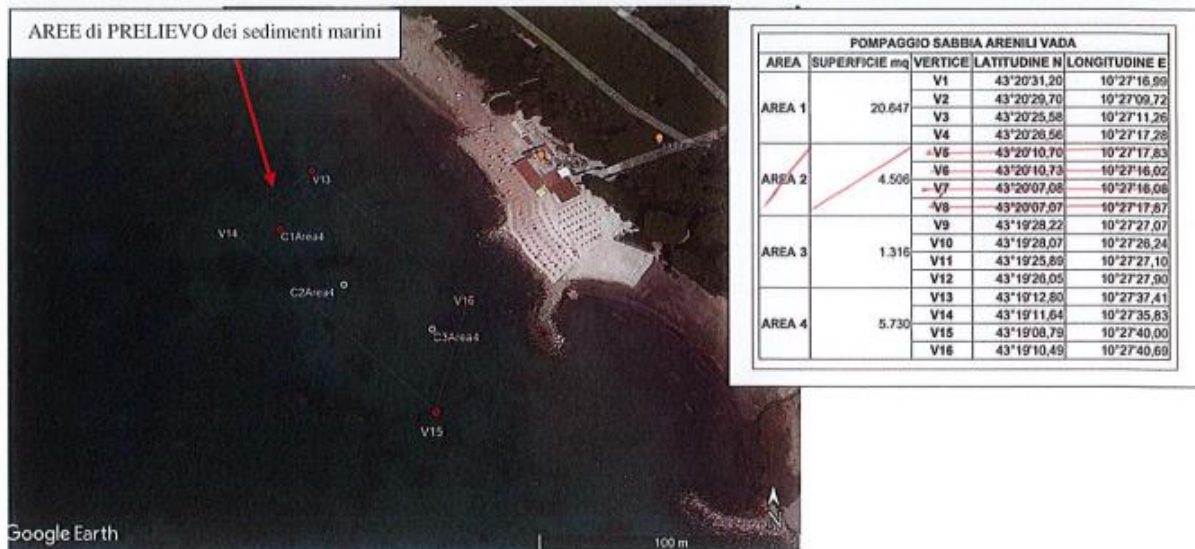 AREE di PRELIEVO dei sedimenti marini
V13
V14
C1Area4
C2Area4
V16
C3Area4
V15
Google Earth
100 m
N
POMPAGGIO SABBIA ARENILI VADA
AREA SUPERFICIE mq VERTICE LATITUDINE N LONGITUDINE E
AREA 1 20.647 V1 43°20'31,20 10°27'16,99
V2 43°20'29,70 10°27'09,72
V3 43°20'25,58 10°27'11,26
V4 43°20'26,56 10°27'17,28
AREA 2 4.506 V5 43°20'10,70 10°27'17,83
V6 43°20'10,73 10°27'16,02
V7 43°20'07,08 10°27'16,08
V8 43°20'07,07 10°27'17,67
AREA 3 1.316 V9 43°19'28,22 10°27'27,07
V10 43°19'28,07 10°27'26,24
V11 43°19'25,89 10°27'27,10
V12 43°19'26,05 10°27'27,90
AREA 4 5.730 V13 43°19'12,80 10°27'37,41
V14 43°19'11,64 10°27'35,83
V15 43°19'08,79 10°27'40,00
V16 43°19'10,49 10°27'40,69